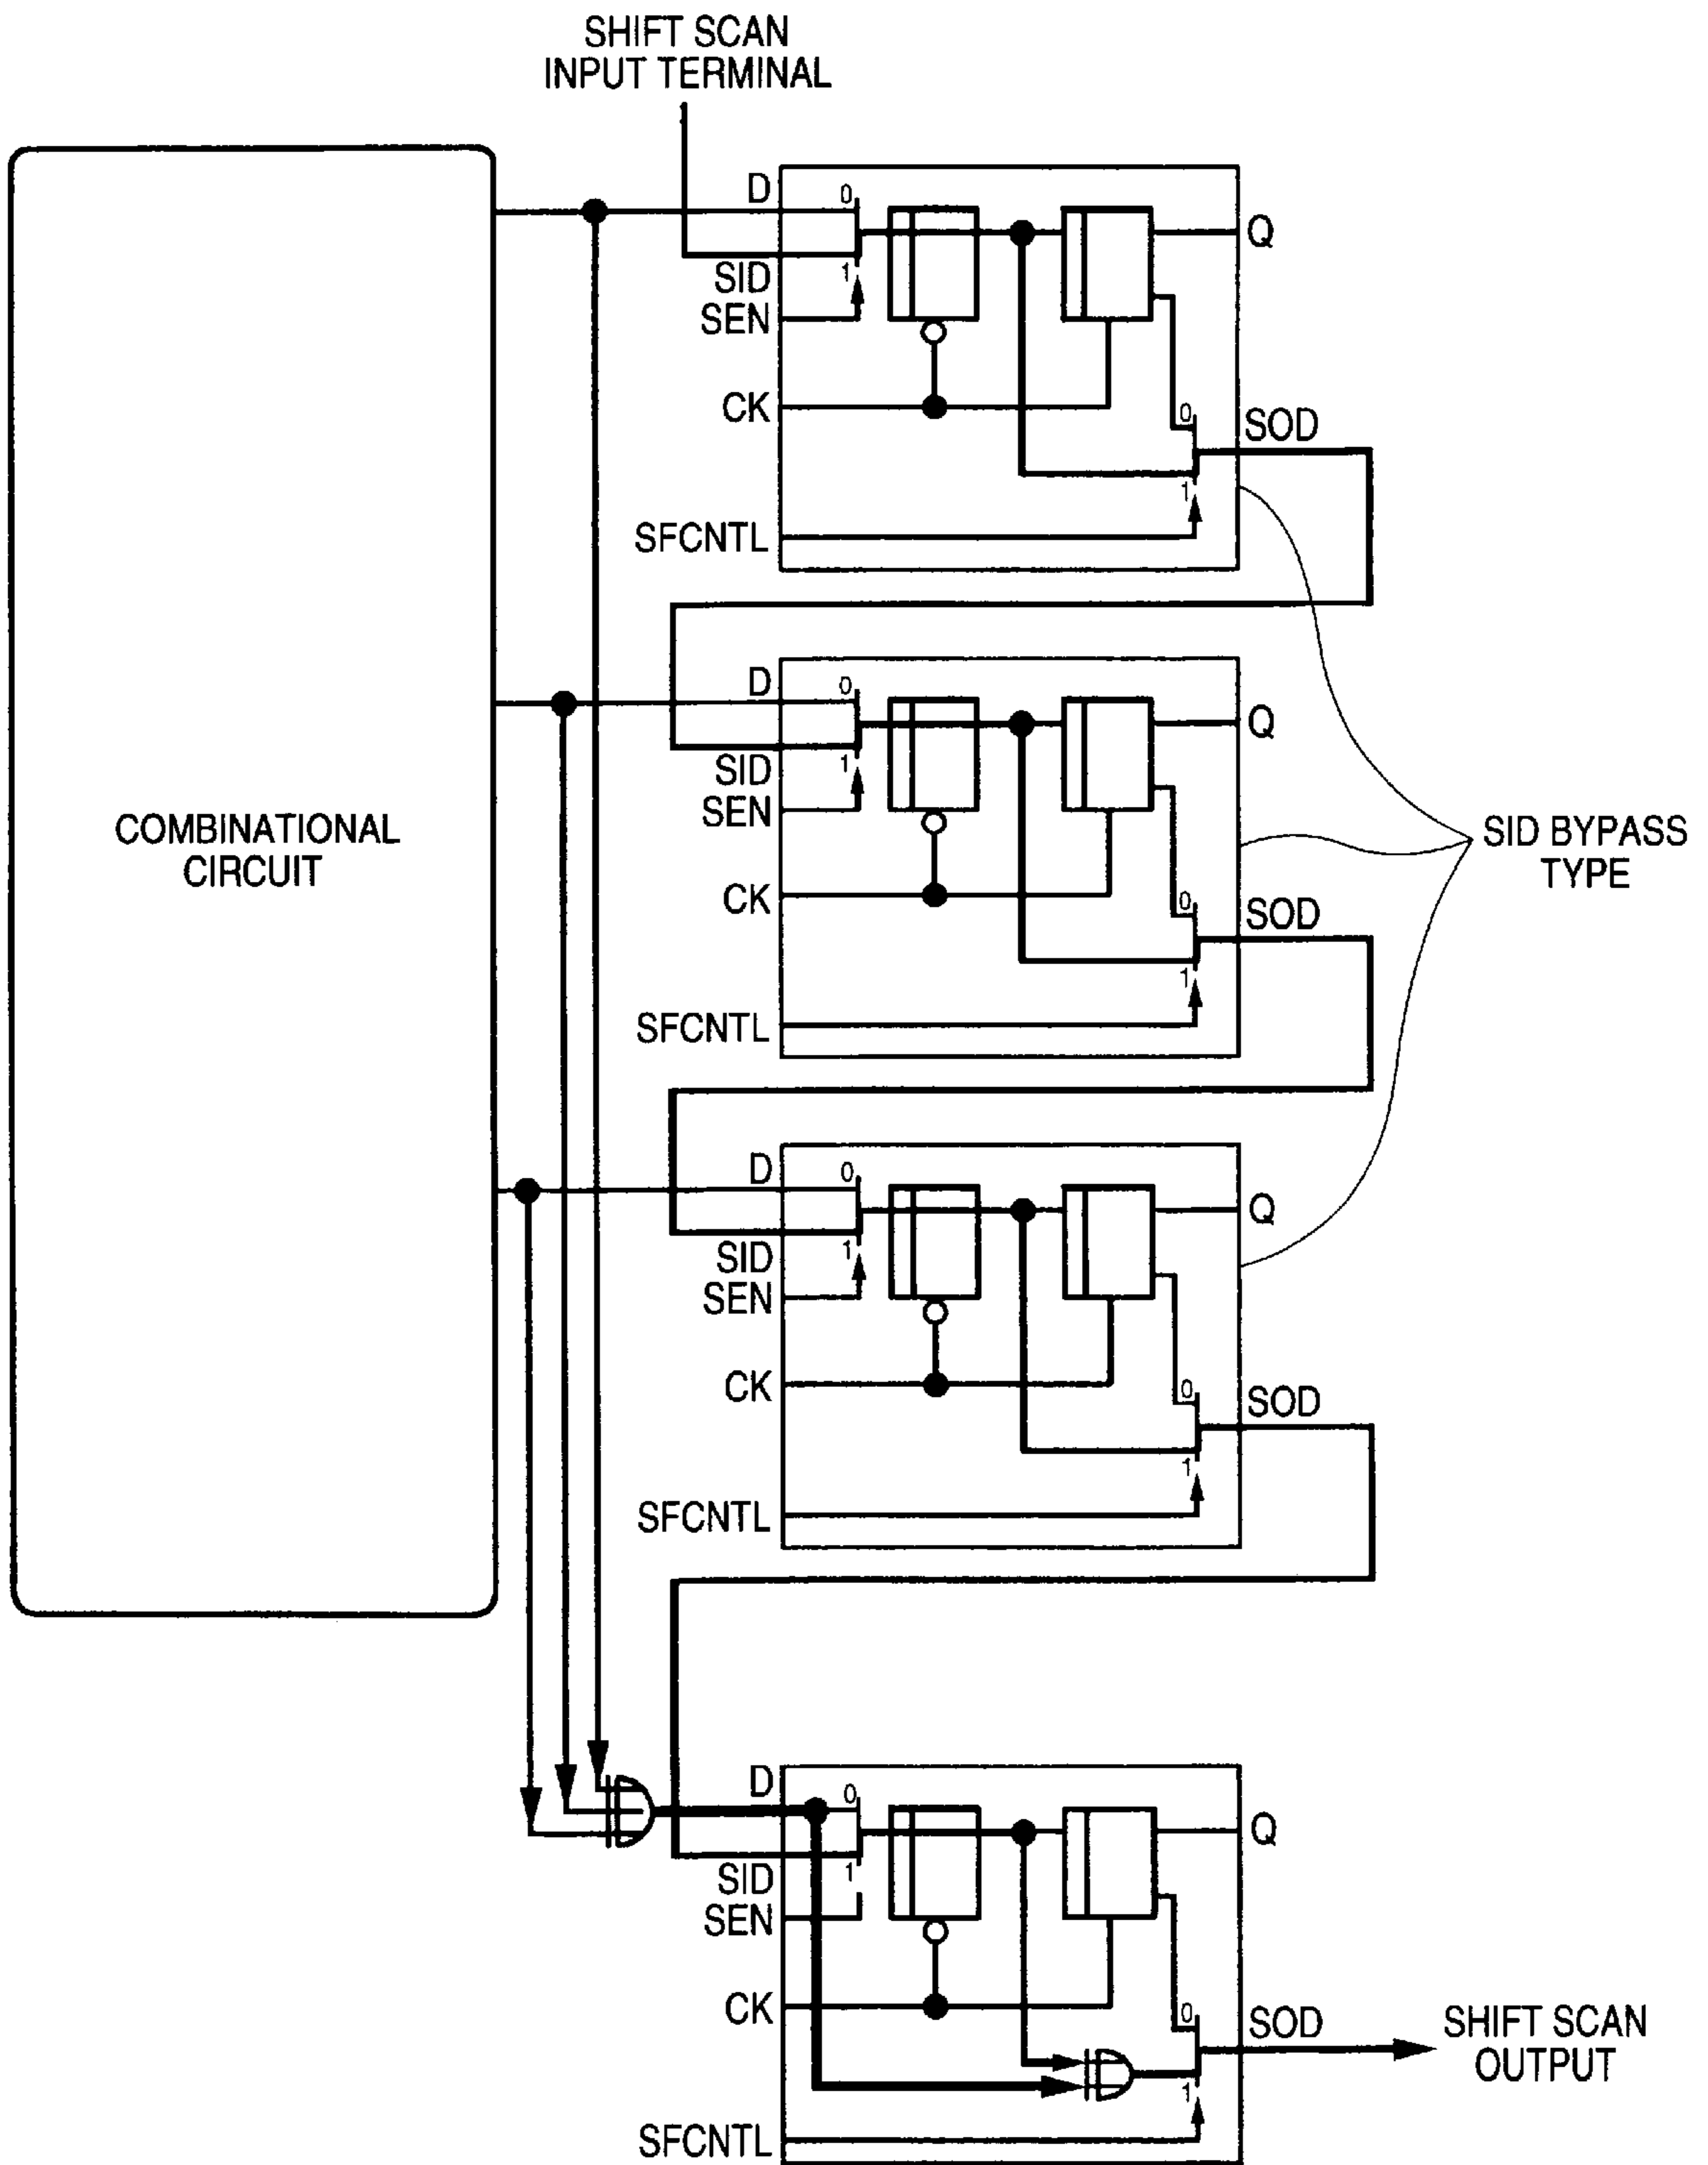 SHIFT SCAN
INPUT TERMINAL
D
0
Q
SID
1
SEN
CK
0
SOD
1
SFCNTL
D
0
Q
SID
1
SEN
COMBINATIONAL
CIRCUIT
SID BYPASS
TYPE
CK
0
SOD
1
SFCNTL
D
0
Q
SID
1
SEN
CK
0
SOD
1
SFCNTL
D
0
Q
SID
1
SEN
CK
0
SOD
SHIFT SCAN
OUTPUT
1
SFCNTL